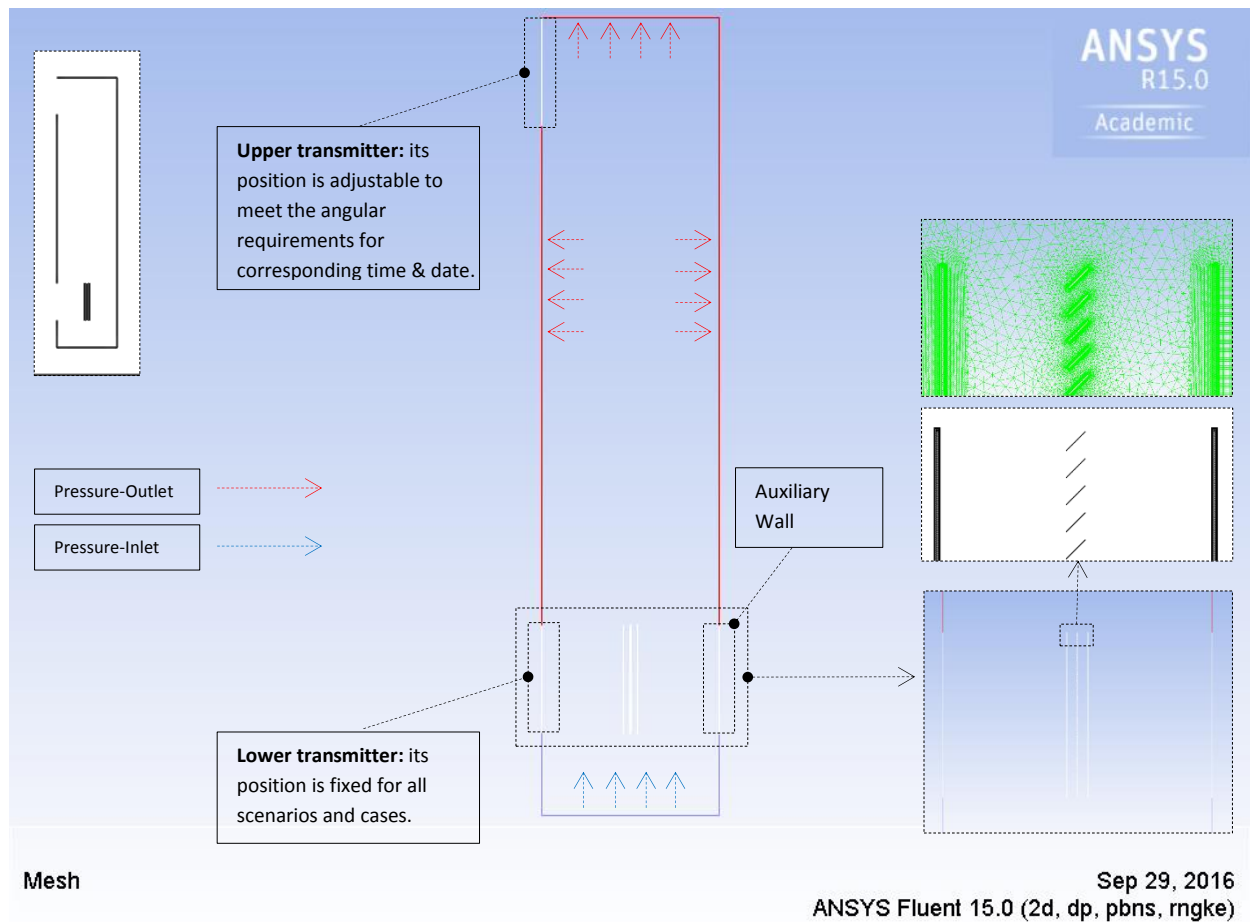 ANSYS
R15.0
Academic
Upper transmitter: its
position is adjustable to
meet the angular
requirements for
corresponding time & date.
Pressure-Outlet
Pressure-Inlet
Auxiliary
Wall
Lower transmitter: its
position is fixed for all
scenarios and cases.
Mesh
Sep 29, 2016
ANSYS Fluent 15.0 (2d, dp, pbns, rngke)